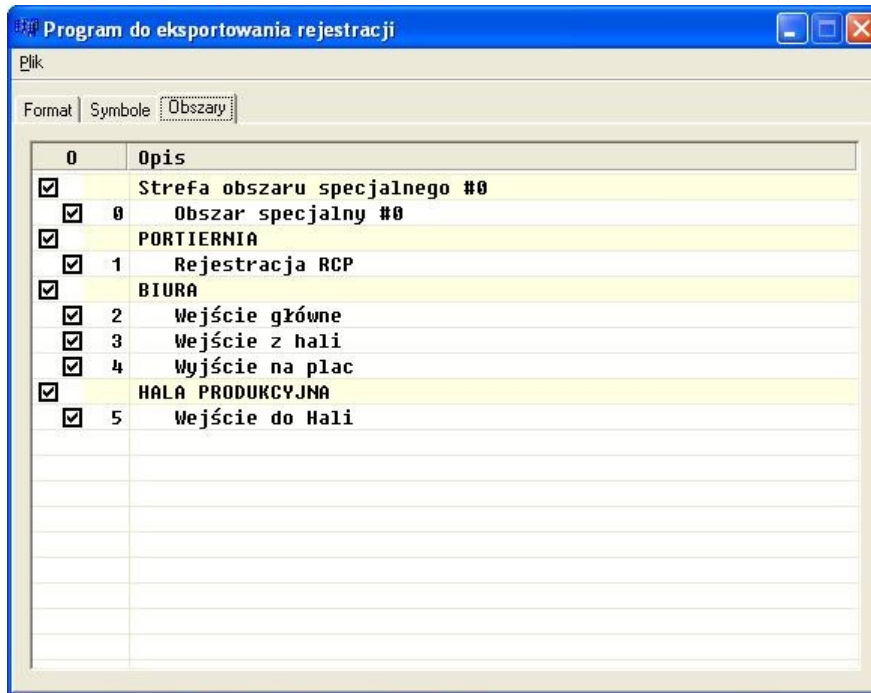 Program do eksportowania rejestracji
Plik
Format Symbole Obszary
O Opis
Strefa obszaru specjalnego #0
0 Obszar specjalny #0
PORTIERNIA
1 Rejestracja RCP
BIURA
2 Wejście główne
3 Wejście z hali
4 Wyjście na plac
HALA PRODUKCYJNA
5 Wejście do Hali